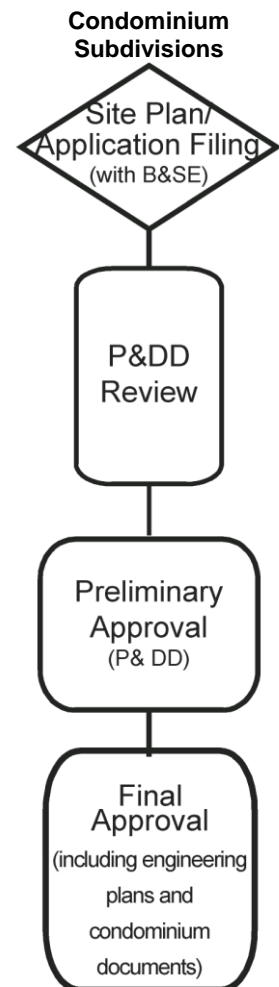 Condominium
Subdivisions
Site Plan/
Application Filing
(with B&SE)
P&DD
Review
Preliminary
Approval
(P& DD)
Final
Approval
(including engineering
plans and
condominium
documents)